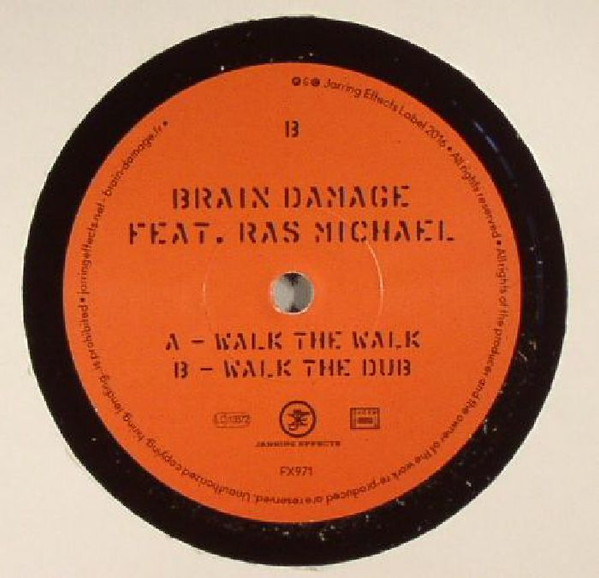 B
BRAIN DAMAGE
FEAT. RAS MICHAEL
A - WALK THE WALK
B - WALK THE DUB
JARRING EFFECTS
FX971
℗ & © Jarring Effects Label 2016 • All rights reserved • All rights of the producer and the owner of the work reproduced are reserved. Unauthorized copying, hiring, lending, is prohibited • jarringeffects.net - brain-damage.fr •